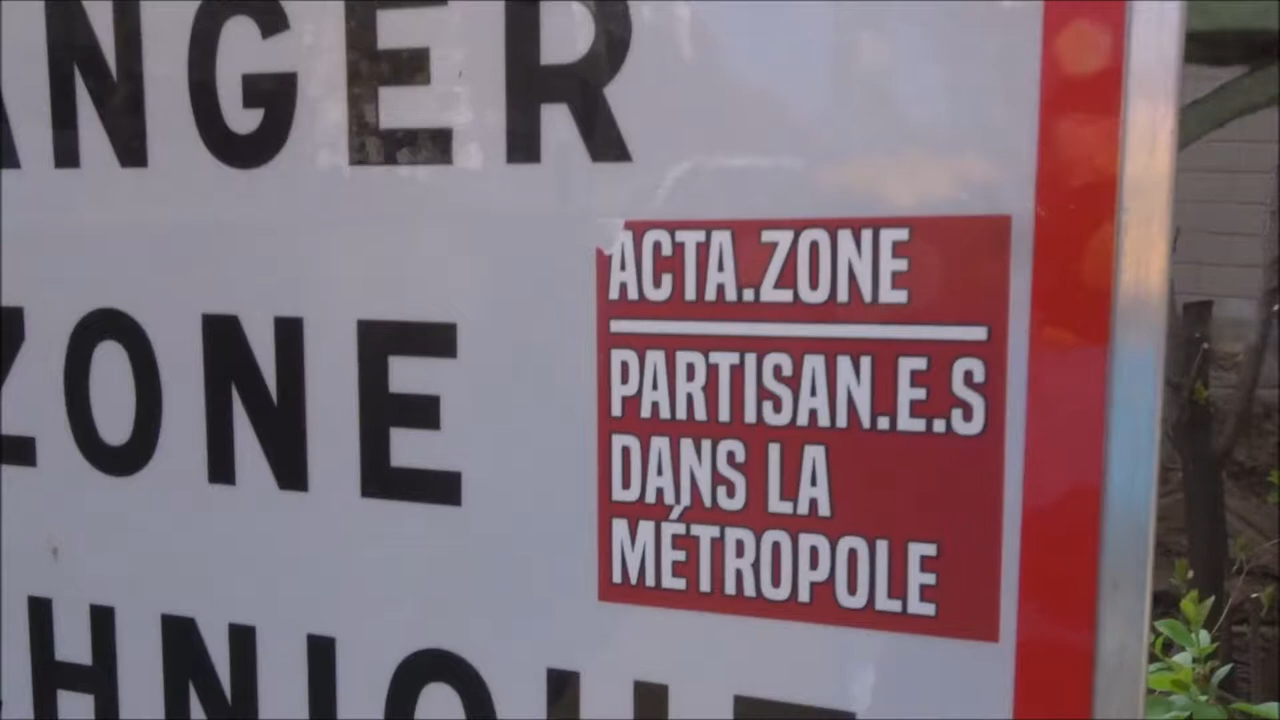 ANGER
ZONE
HNIQUE
ACTA.ZONE
PARTISAN.E.S
DANS LA
MÉTROPOLE